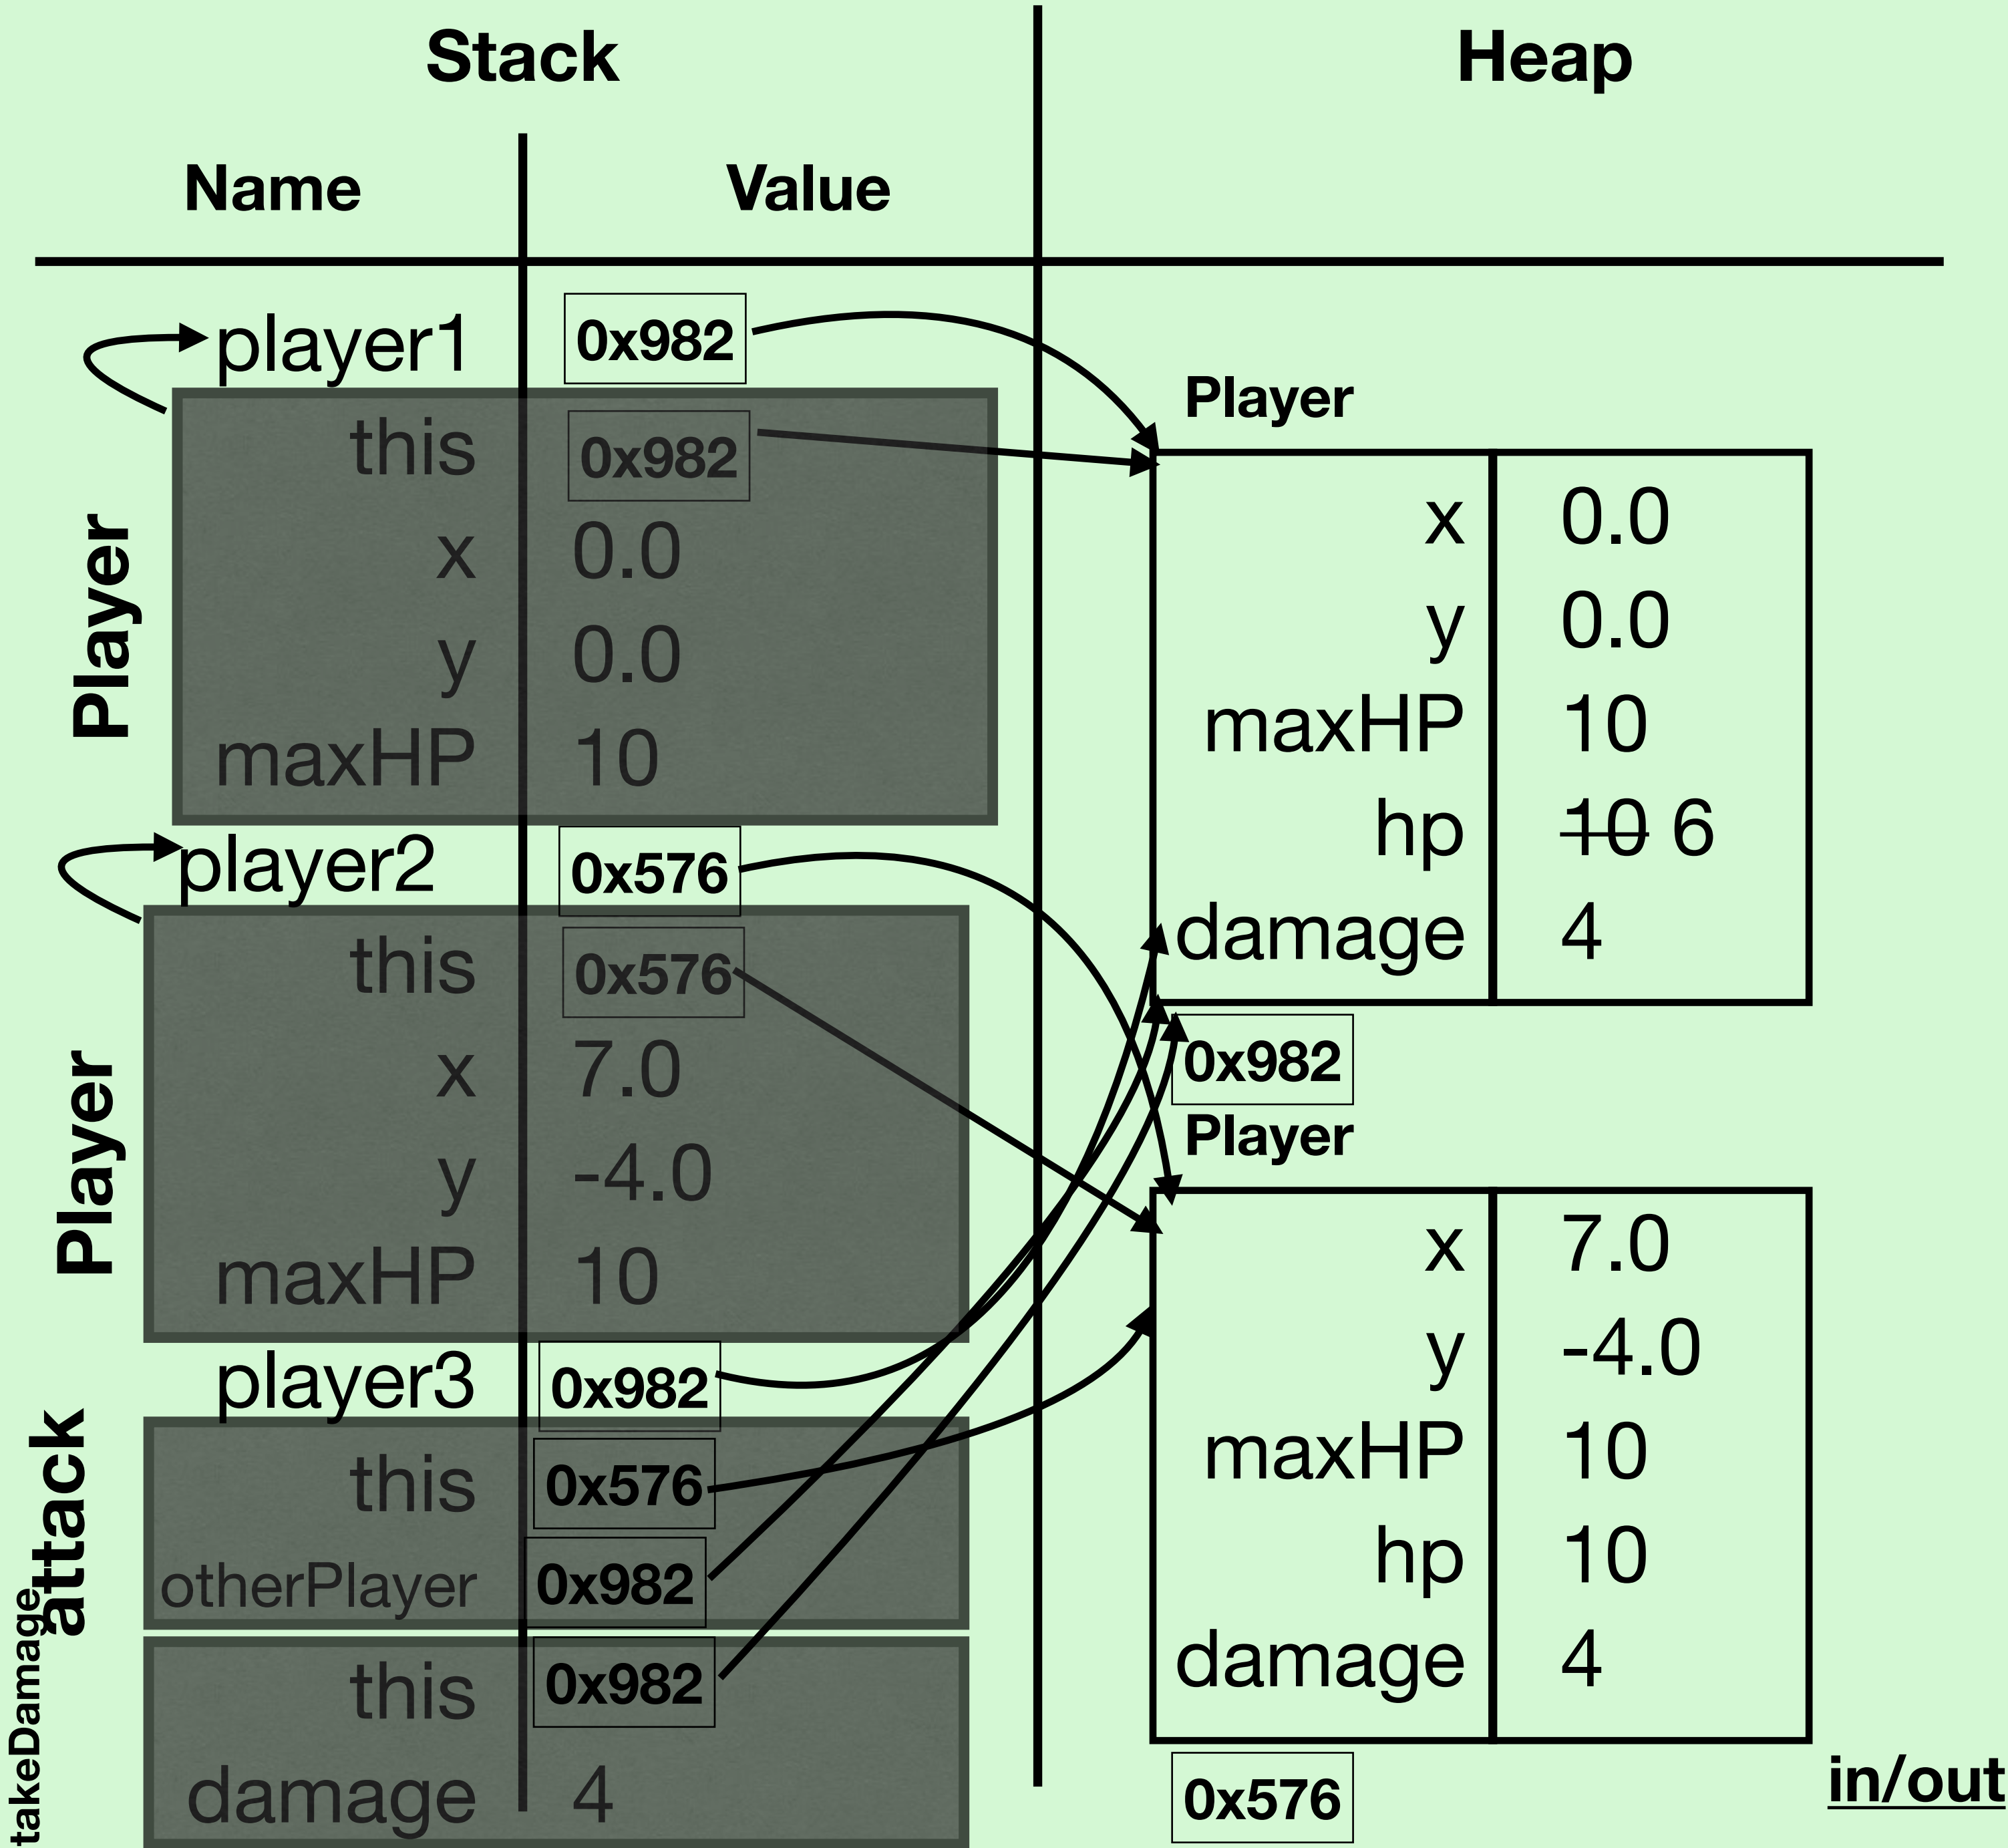 Stack
Heap
Name
Value
player1
0x982
Player
this
0x982
x
0.0
y
0.0
maxHP
10
player2
0x576
Player
this
0x576
x
7.0
y
-4.0
maxHP
10
player3
0x982
attack
this
0x576
otherPlayer
0x982
takeDamage
this
0x982
damage
4
Player
x
0.0
y
0.0
maxHP
10
hp
10 6
damage
4
0x982
Player
x
7.0
y
-4.0
maxHP
10
hp
10
damage
4
0x576
in/out